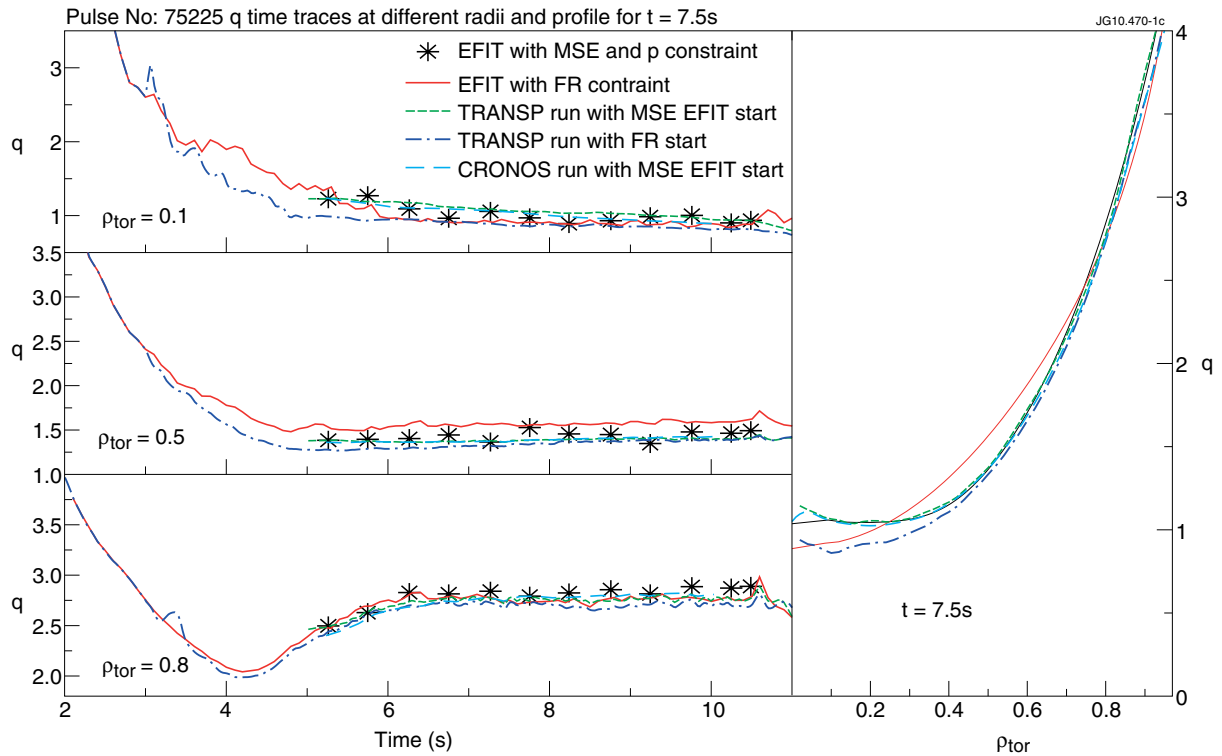 Pulse No: 75225 q time traces at different radii and profile for t = 7.5s
JG10.470-1c
EFIT with MSE and p constraint
EFIT with FR contraint
TRANSP run with MSE EFIT start
TRANSP run with FR start
CRONOS run with MSE EFIT start
3
2
1
q
ρtor = 0.1
3.5
3.0
2.5
2.0
1.5
1.0
q
ρtor = 0.5
3.5
3.0
2.5
2.0
q
ρtor = 0.8
2 4 6 8 10
Time (s)
4
3
2
1
0
q
t = 7.5s
0.2 0.4 0.6 0.8
ρtor